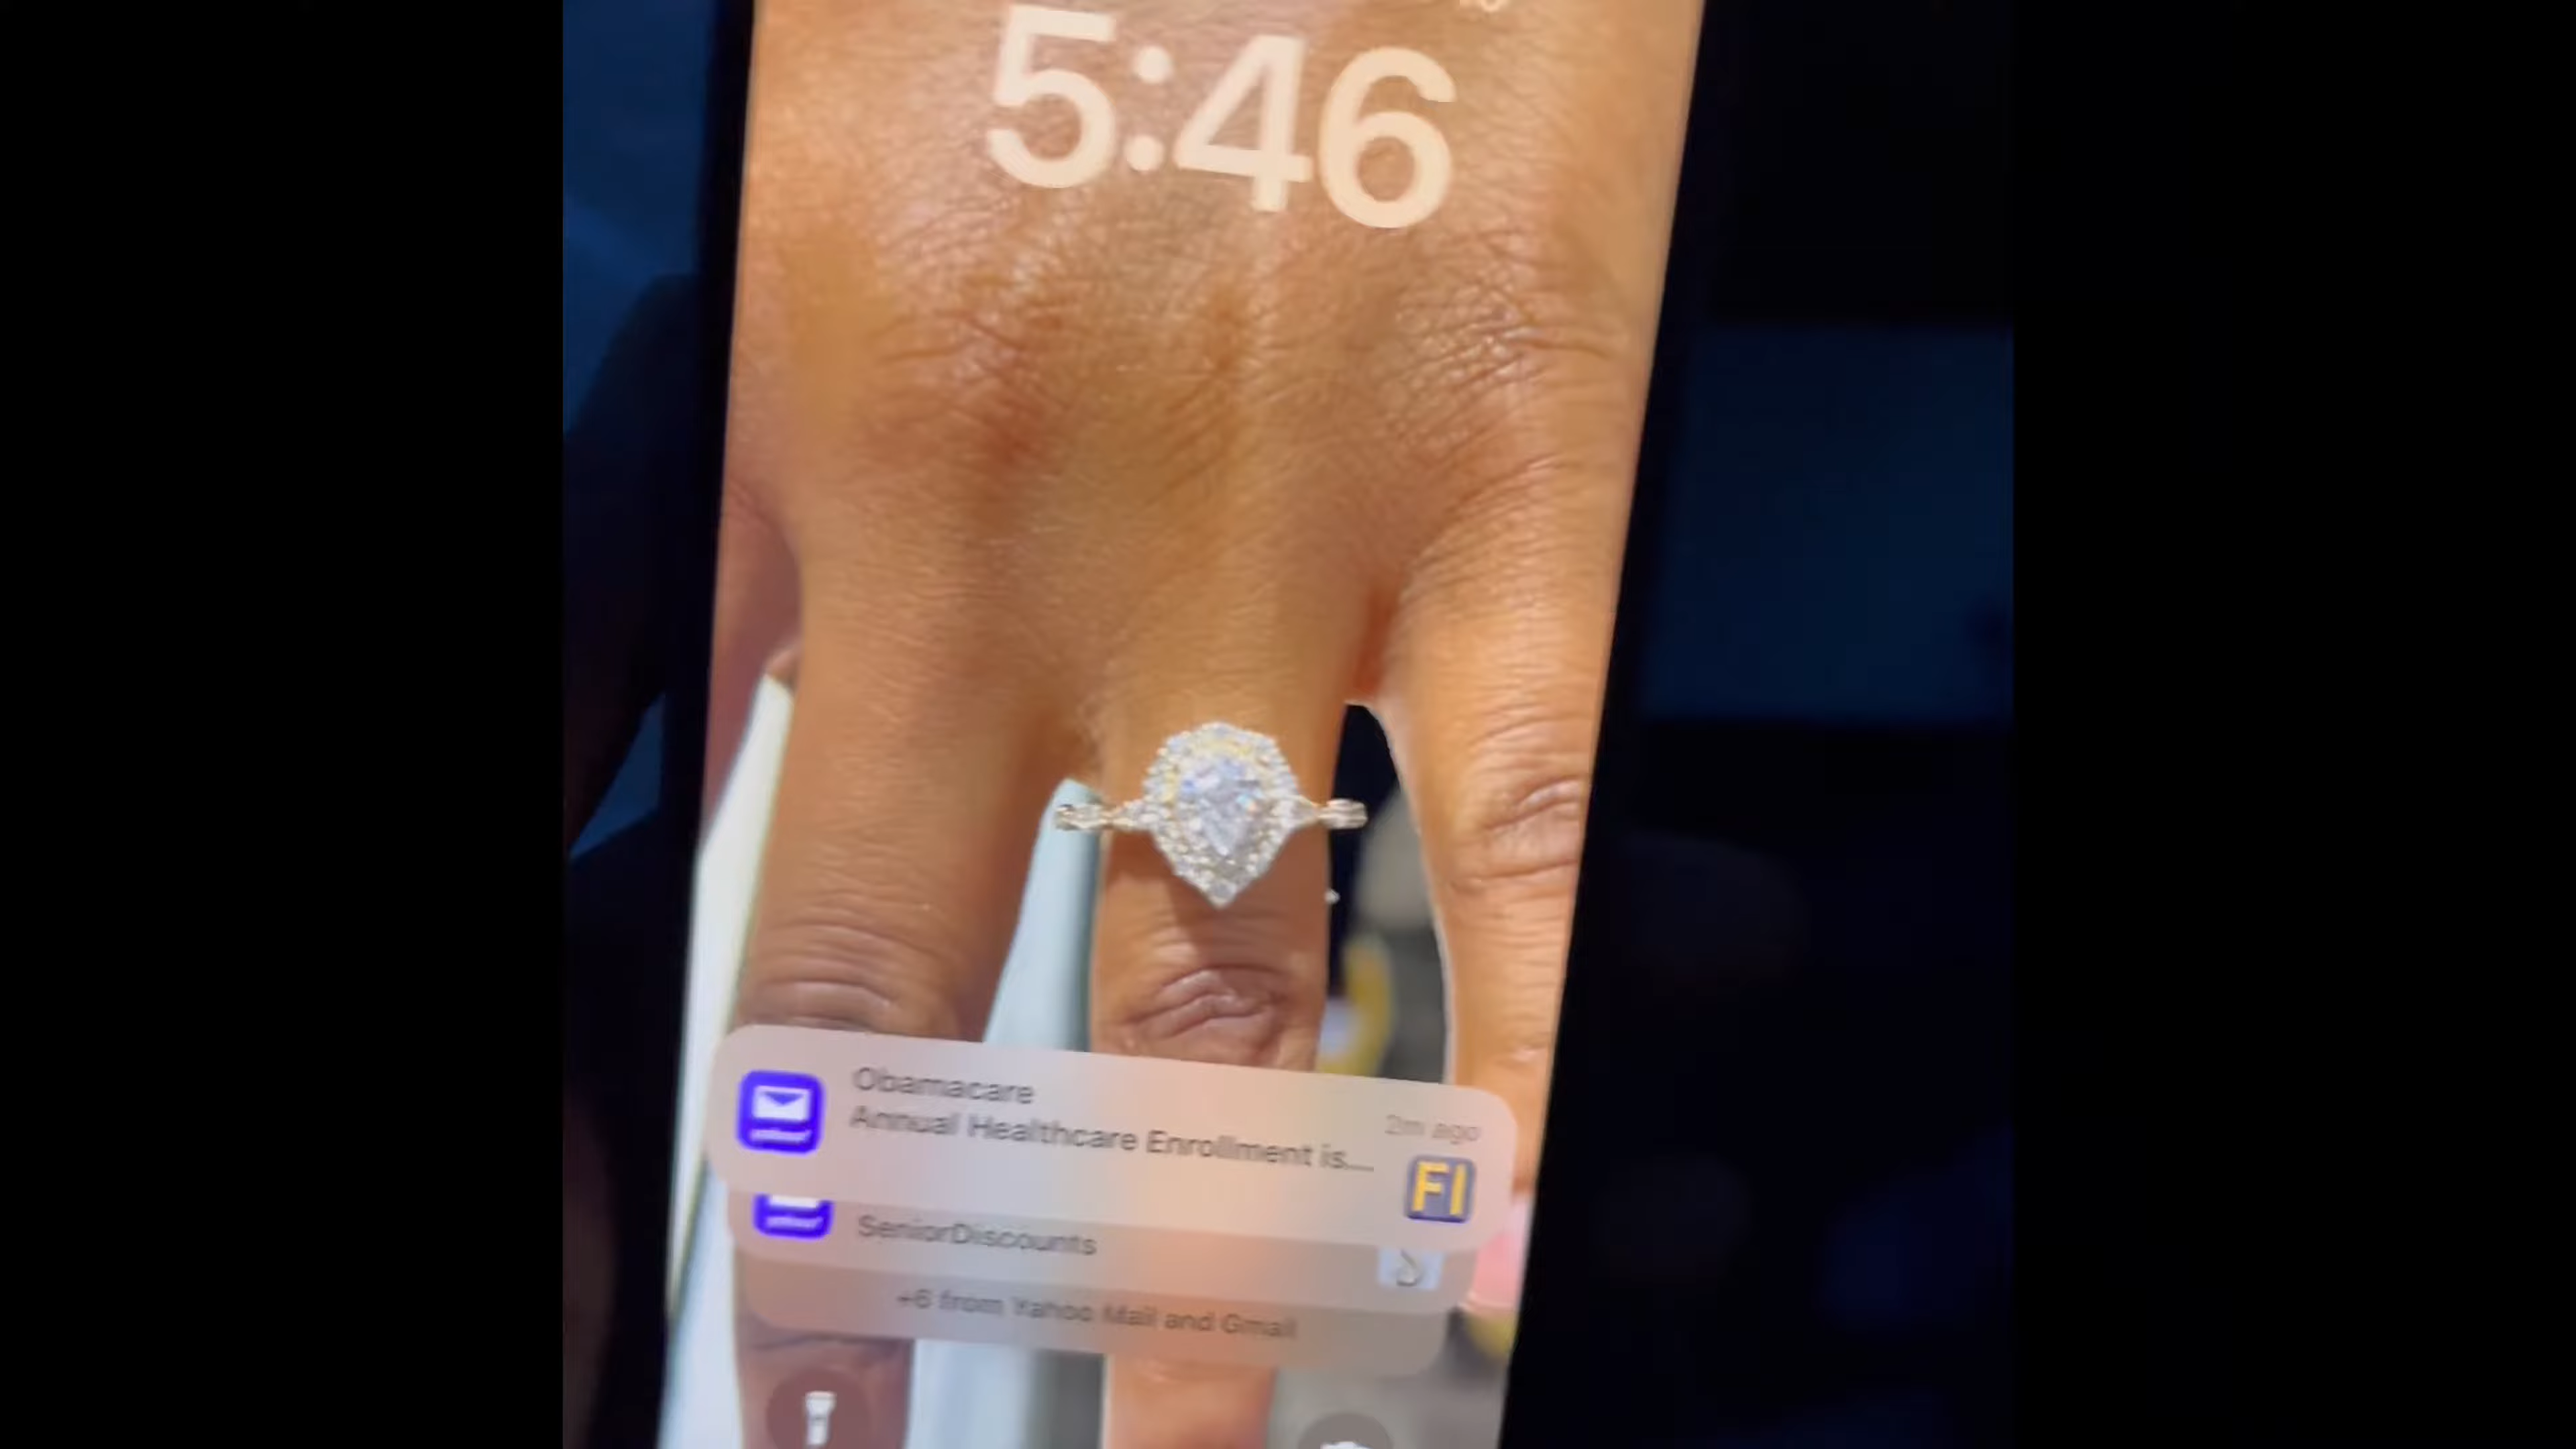 5:46
Obamacare
2m ago
Annual Healthcare Enrollment is...
FI
SeniorDiscounts
S
+6 from Yahoo Mail and Gmail